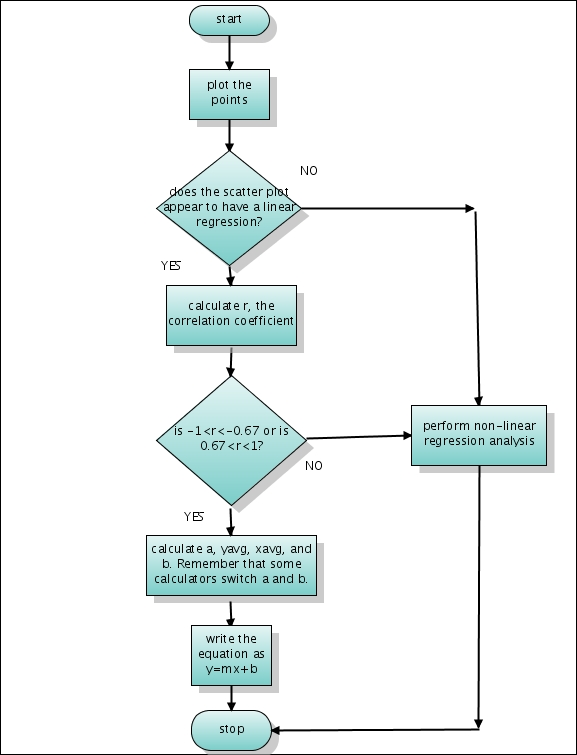 start
plot the
points
NO
does the scatter plot
appear to have a linear
regression?
YES
calculate r, the
correlation coefficient
is -1<r<-0.67 or is
0.67<r<1?
perform non-linear
regression analysis
NO
YES
calculate a, yavg, xavg, and
b. Remember that some
calculators switch a and b.
write the
equation as
y=mx+b
stop